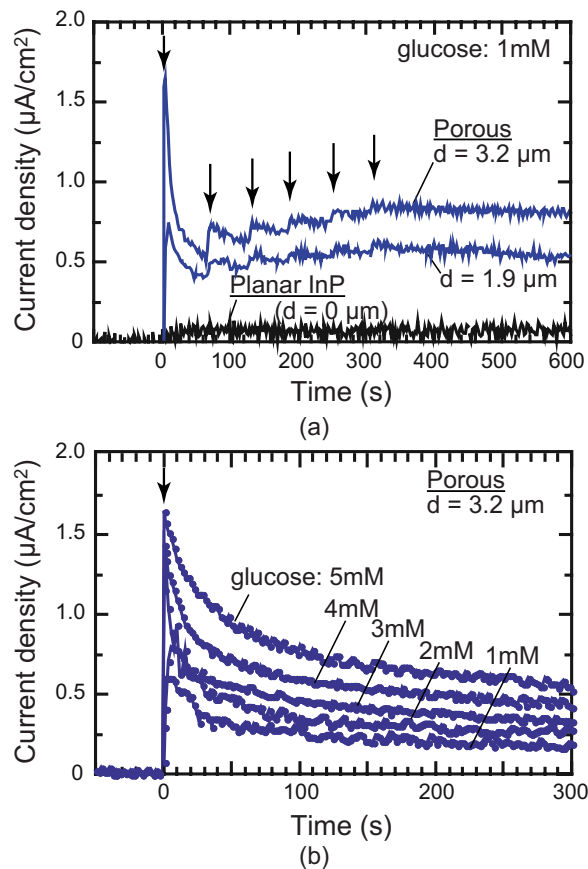 (a)
glucose: 1mM
Porous
d = 3.2 µm
d = 1.9 µm
Planar InP
(d = 0 µm)
Current density (µA/cm²)
2.0
1.5
1.0
0.5
0
0 100 200 300 400 500 600
Time (s)
(a)
Porous
d = 3.2 µm
glucose: 5mM
4mM
3mM
2mM
1mM
Current density (µA/cm²)
2.0
1.5
1.0
0.5
0
0 100 200 300
Time (s)
(b)